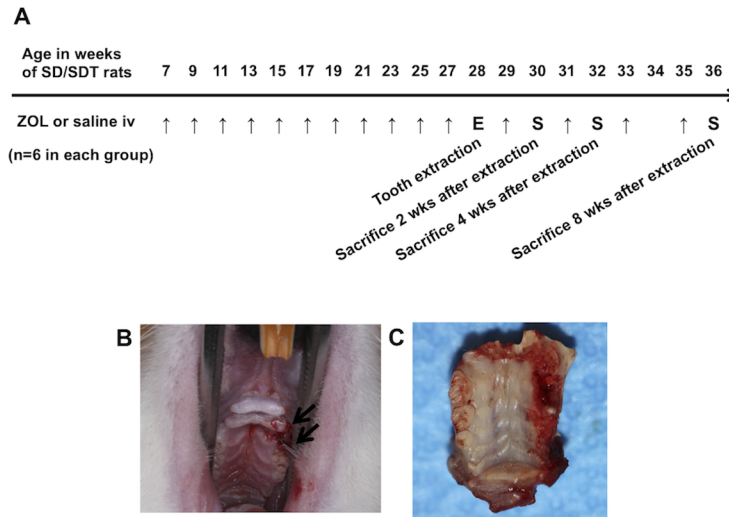 A
Age in weeks
of SD/SDT rats
7 9 11 13 15 17 19 21 23 25 27 28 29 30 31 32 33 34 35 36
ZOL or saline iv
↑ ↑ ↑ ↑ ↑ ↑ ↑ ↑ ↑ ↑ ↑ E ↑ S ↑ S ↑ ↑ S
(n=6 in each group)
Tooth extraction
Sacrifice 2 wks after extraction
Sacrifice 4 wks after extraction
Sacrifice 8 wks after extraction
B
C